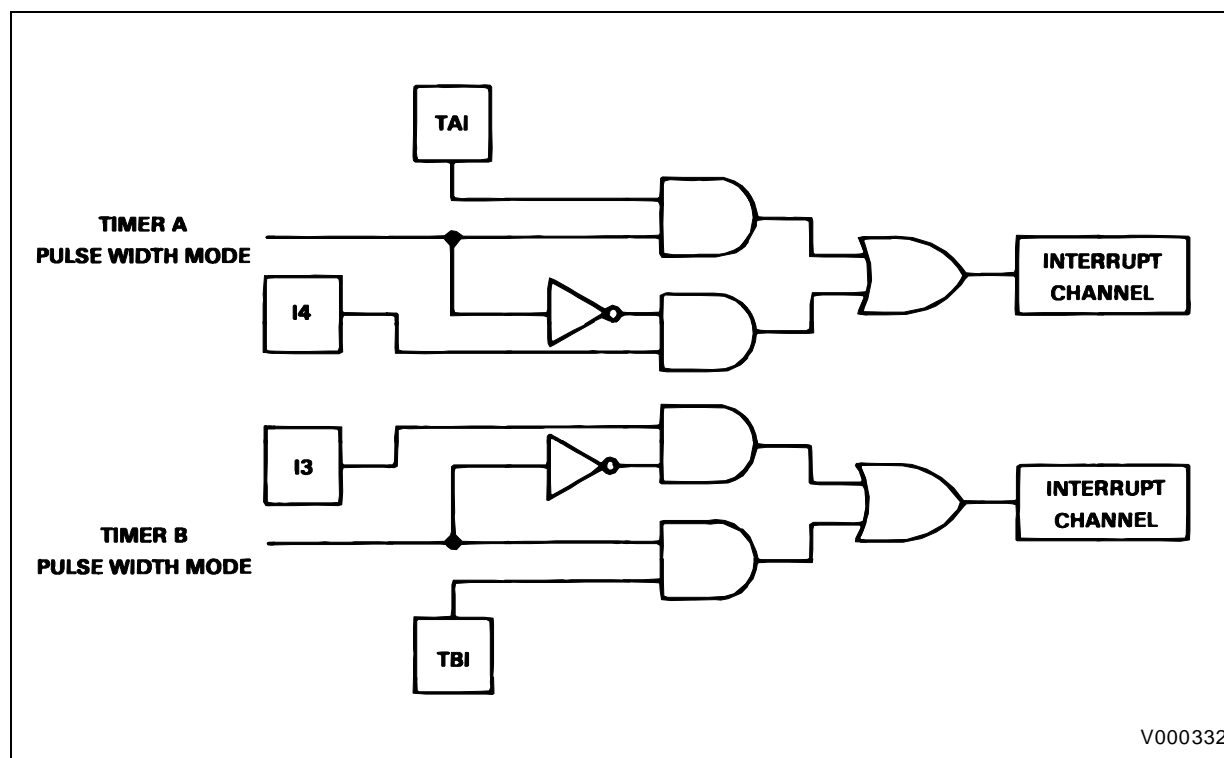 TAI
TIMER A
PULSE WIDTH MODE
I4
INTERRUPT
CHANNEL
I3
TIMER B
PULSE WIDTH MODE
INTERRUPT
CHANNEL
TBI
V000332